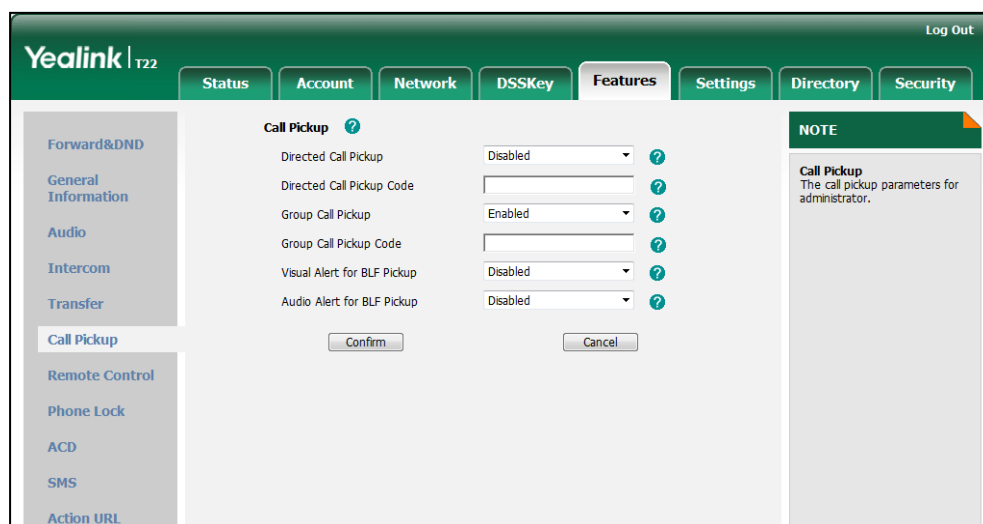 Log Out
Yealink | T22
Status Account Network DSSKey Features Settings Directory Security
Forward&DND
General
Information
Audio
Intercom
Transfer
Call Pickup
Remote Control
Phone Lock
ACD
SMS
Action URL
Call Pickup ?
Directed Call Pickup Disabled ?
Directed Call Pickup Code ?
Group Call Pickup Enabled ?
Group Call Pickup Code ?
Visual Alert for BLF Pickup Disabled ?
Audio Alert for BLF Pickup Disabled ?
Confirm Cancel
NOTE
Call Pickup
The call pickup parameters for
administrator.